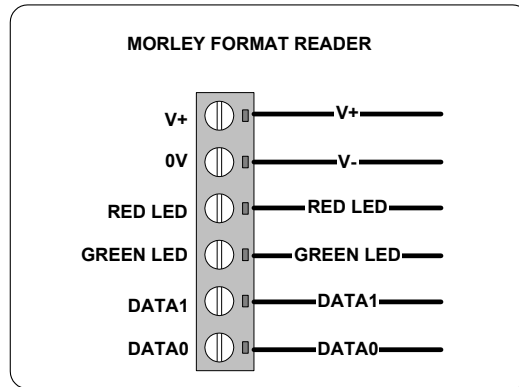 MORLEY FORMAT READER
V+ V+
0V V-
RED LED RED LED
GREEN LED GREEN LED
DATA1 DATA1
DATA0 DATA0